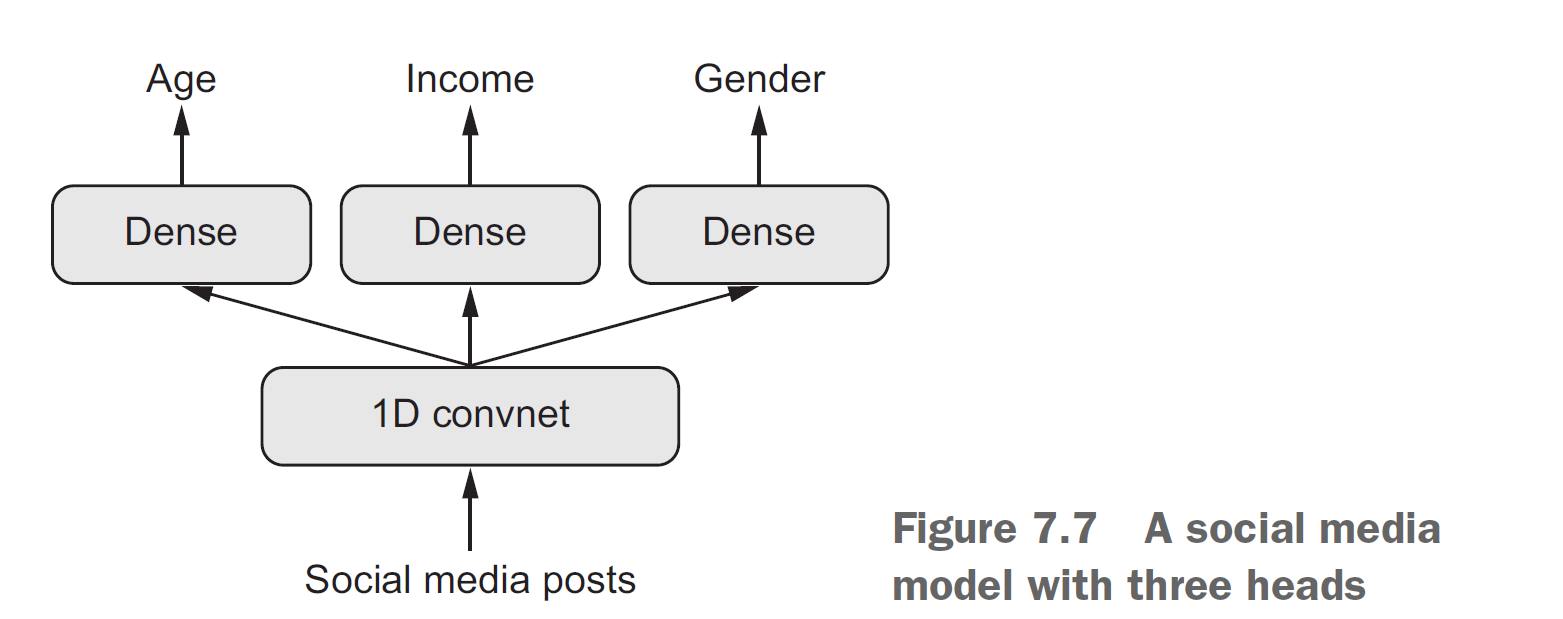 Age Income Gender
Dense Dense Dense
1D convnet
Social media posts
Figure 7.7 A social media
model with three heads